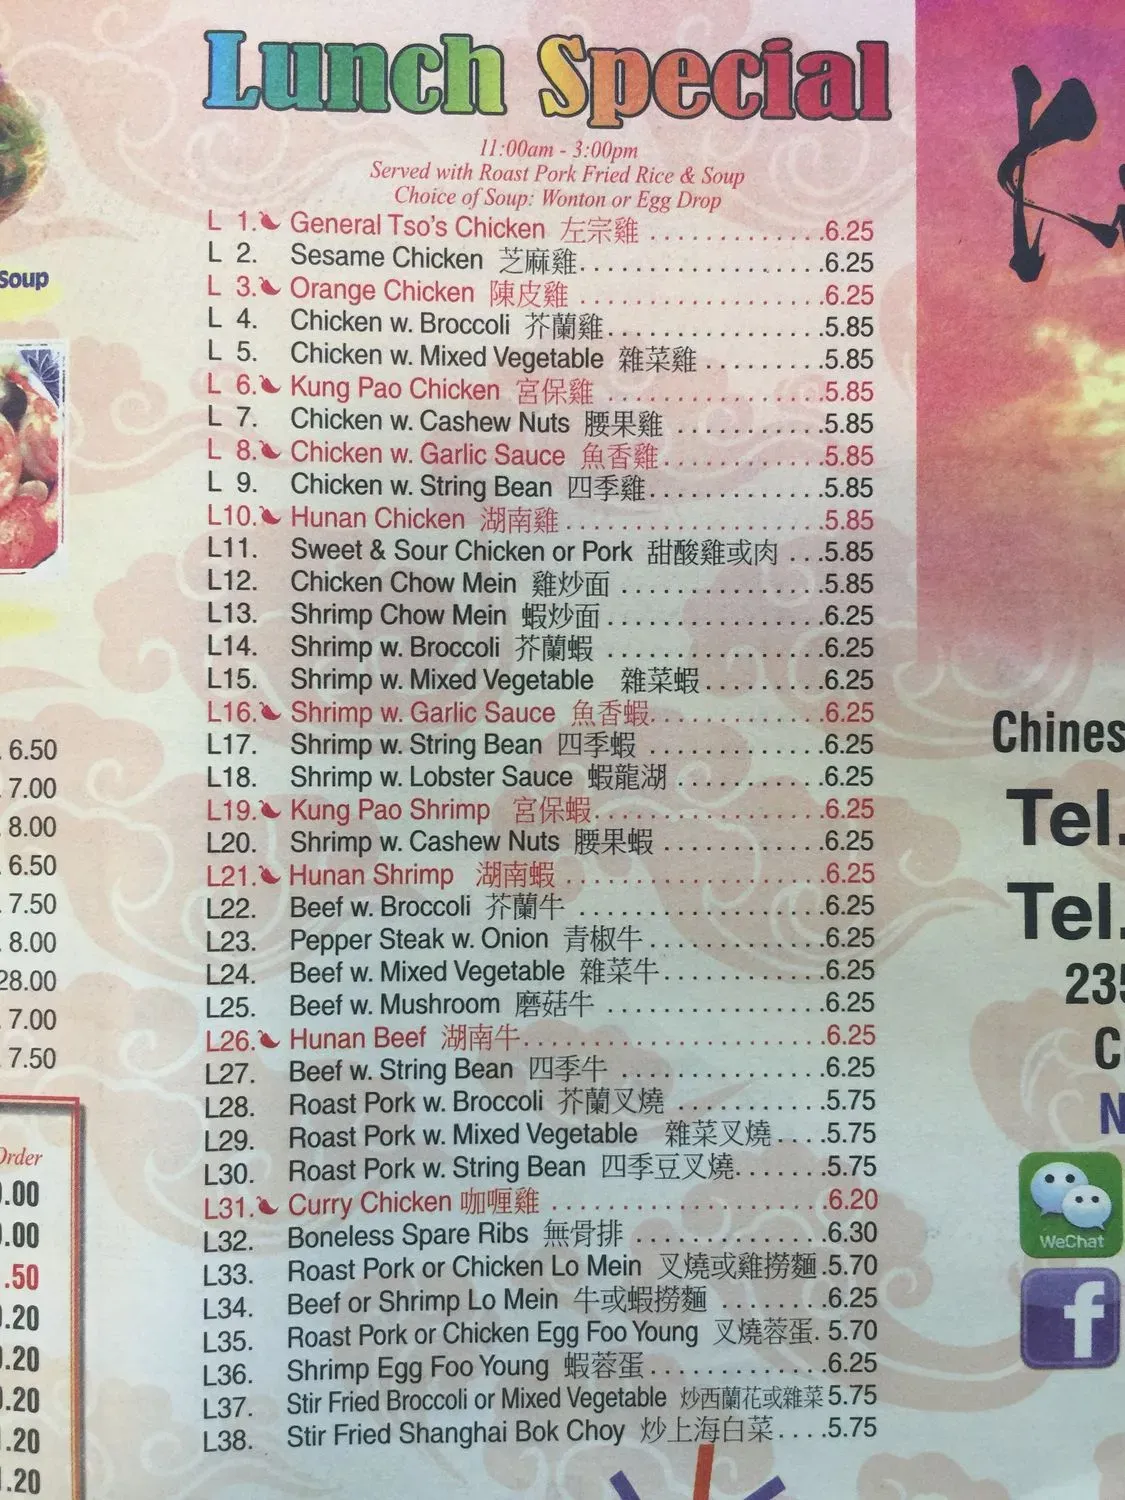 Lunch Special
11:00am - 3:00pm
Served with Roast Pork Fried Rice & Soup
Choice of Soup: Wonton or Egg Drop
L 1. General Tso's Chicken 左宗雞 .............6.25
L 2. Sesame Chicken 芝麻雞..................6.25
L 3. Orange Chicken 陳皮雞 ..................6.25
L 4. Chicken w. Broccoli 芥蘭雞................5.85
L 5. Chicken w. Mixed Vegetable 雜菜雞.........5.85
L 6. Kung Pao Chicken 宮保雞 ................5.85
L 7. Chicken w. Cashew Nuts 腰果雞 ............5.85
L 8. Chicken w. Garlic Sauce 魚香雞............5.85
L 9. Chicken w. String Bean 四季雞.............5.85
L10. Hunan Chicken 湖南雞...................5.85
L11. Sweet & Sour Chicken or Pork 甜酸雞或肉 ...5.85
L12. Chicken Chow Mein 雞炒面 ...............5.85
L13. Shrimp Chow Mein 蝦炒面................6.25
L14. Shrimp w. Broccoli 芥蘭蝦 ................6.25
L15. Shrimp w. Mixed Vegetable 雜菜蝦.........6.25
L16. Shrimp w. Garlic Sauce 魚香蝦.............6.25
L17. Shrimp w. String Bean 四季蝦 .............6.25
L18. Shrimp w. Lobster Sauce 蝦龍湖 ...........6.25
L19. Kung Pao Shrimp 宮保蝦.................6.25
L20. Shrimp w. Cashew Nuts 腰果蝦 ............6.25
L21. Hunan Shrimp 湖南蝦 ...................6.25
L22. Beef w. Broccoli 芥蘭牛 ..................6.25
L23. Pepper Steak w. Onion 青椒牛.............6.25
L24. Beef w. Mixed Vegetable 雜菜牛............6.25
L25. Beef w. Mushroom 磨菇牛 ................6.25
L26. Hunan Beef 湖南牛......................6.25
L27. Beef w. String Bean 四季牛 ................6.25
L28. Roast Pork w. Broccoli 芥蘭叉燒 ............5.75
L29. Roast Pork w. Mixed Vegetable 雜菜叉燒....5.75
L30. Roast Pork w. String Bean 四季豆叉燒.......5.75
L31. Curry Chicken 咖喱雞 ....................6.20
L32. Boneless Spare Ribs 無骨排 ..............6.30
L33. Roast Pork or Chicken Lo Mein 叉燒或雞撈麵.5.70
L34. Beef or Shrimp Lo Mein 牛或蝦撈麵 ........6.25
L35. Roast Pork or Chicken Egg Foo Young 叉燒蓉蛋. 5.70
L36. Shrimp Egg Foo Young 蝦蓉蛋.............6.25
L37. Stir Fried Broccoli or Mixed Vegetable 炒西蘭花或雜菜 5.75
L38. Stir Fried Shanghai Bok Choy 炒上海白菜....5.75
Soup
6.50
7.00
8.00
6.50
7.50
8.00
28.00
7.00
7.50
Order
.00
.00
.50
.20
.20
.20
.20
.20
Chines
Tel.
Tel.
235
C
N
WeChat
f